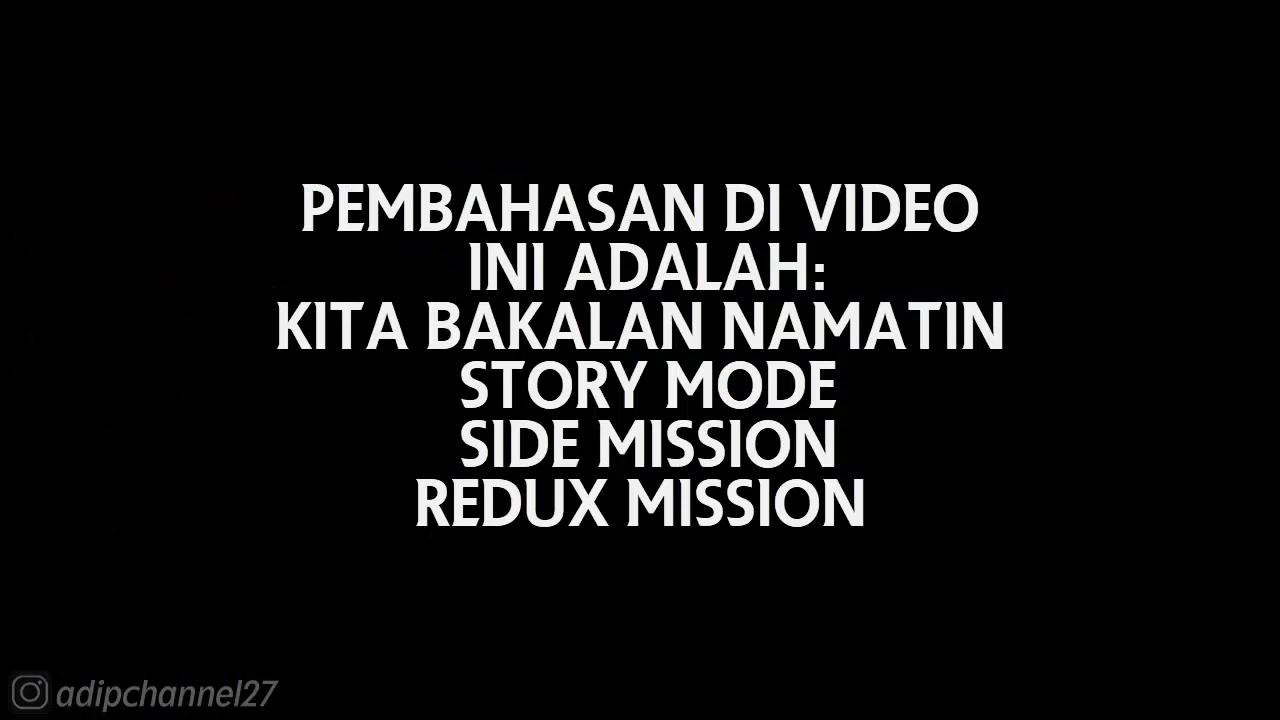 PEMBAHASAN DI VIDEO
INI ADALAH:
KITA BAKALAN NAMATIN
STORY MODE
SIDE MISSION
REDUX MISSION
adipchannel27